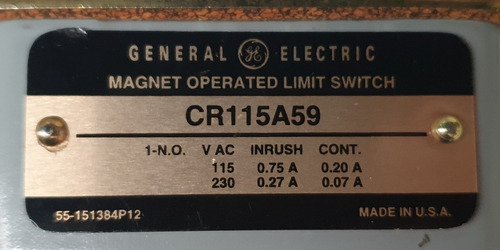 GENERAL GE ELECTRIC
MAGNET OPERATED LIMIT SWITCH
CR115A59
1-N.O. V AC INRUSH CONT.
115 0.75 A 0.20 A
230 0.27 A 0.07 A
55-151384P12 MADE IN U.S.A.